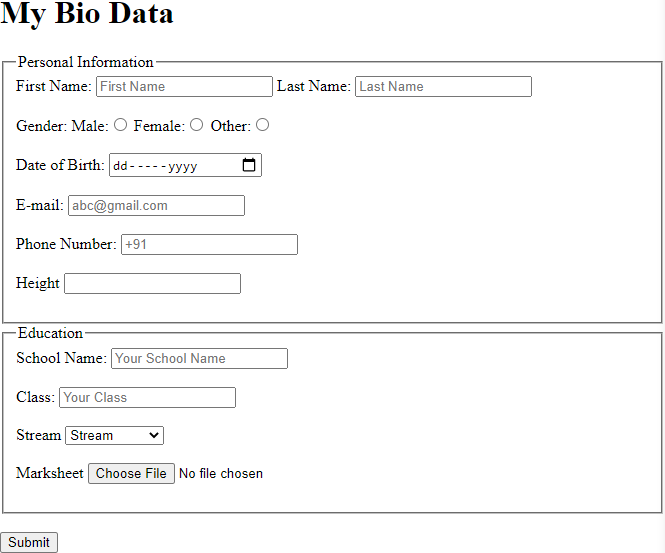 My Bio Data
Personal Information
First Name: First Name Last Name: Last Name
Gender: Male: Female: Other:
Date of Birth: dd-----yyyy
E-mail: abc@gmail.com
Phone Number: +91
Height
Education
School Name: Your School Name
Class: Your Class
Stream Stream
Marksheet Choose File No file chosen
Submit